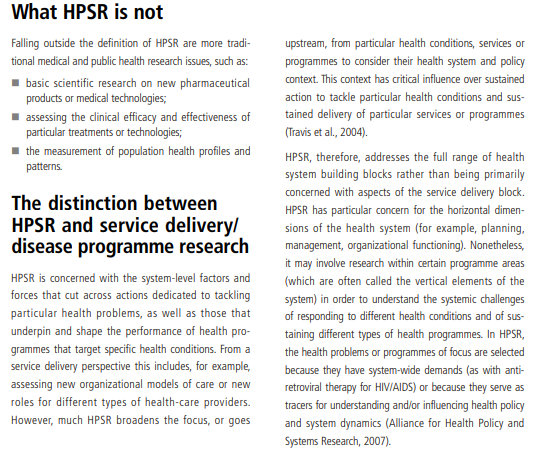 What HPSR is not
Falling outside the definition of HPSR are more tradi-
tional medical and public health research issues, such as:
■ basic scientific research on new pharmaceutical
products or medical technologies;
■ assessing the clinical efficacy and effectiveness of
particular treatments or technologies;
■ the measurement of population health profiles and
patterns.
The distinction between
HPSR and service delivery/
disease programme research
HPSR is concerned with the system-level factors and
forces that cut across actions dedicated to tackling
particular health problems, as well as those that
underpin and shape the performance of health pro-
grammes that target specific health conditions. From a
service delivery perspective this includes, for example,
assessing new organizational models of care or new
roles for different types of health-care providers.
However, much HPSR broadens the focus, or goes
upstream, from particular health conditions, services or
programmes to consider their health system and policy
context. This context has critical influence over sustained
action to tackle particular health conditions and sus-
tained delivery of particular services or programmes
(Travis et al., 2004).
HPSR, therefore, addresses the full range of health
system building blocks rather than being primarily
concerned with aspects of the service delivery block.
HPSR has particular concern for the horizontal dimen-
sions of the health system (for example, planning,
management, organizational functioning). Nonetheless,
it may involve research within certain programme areas
(which are often called the vertical elements of the
system) in order to understand the systemic challenges
of responding to different health conditions and of sus-
taining different types of health programmes. In HPSR,
the health problems or programmes of focus are selected
because they have system-wide demands (as with anti-
retroviral therapy for HIV/AIDS) or because they serve as
tracers for understanding and/or influencing health policy
and system dynamics (Alliance for Health Policy and
Systems Research, 2007).